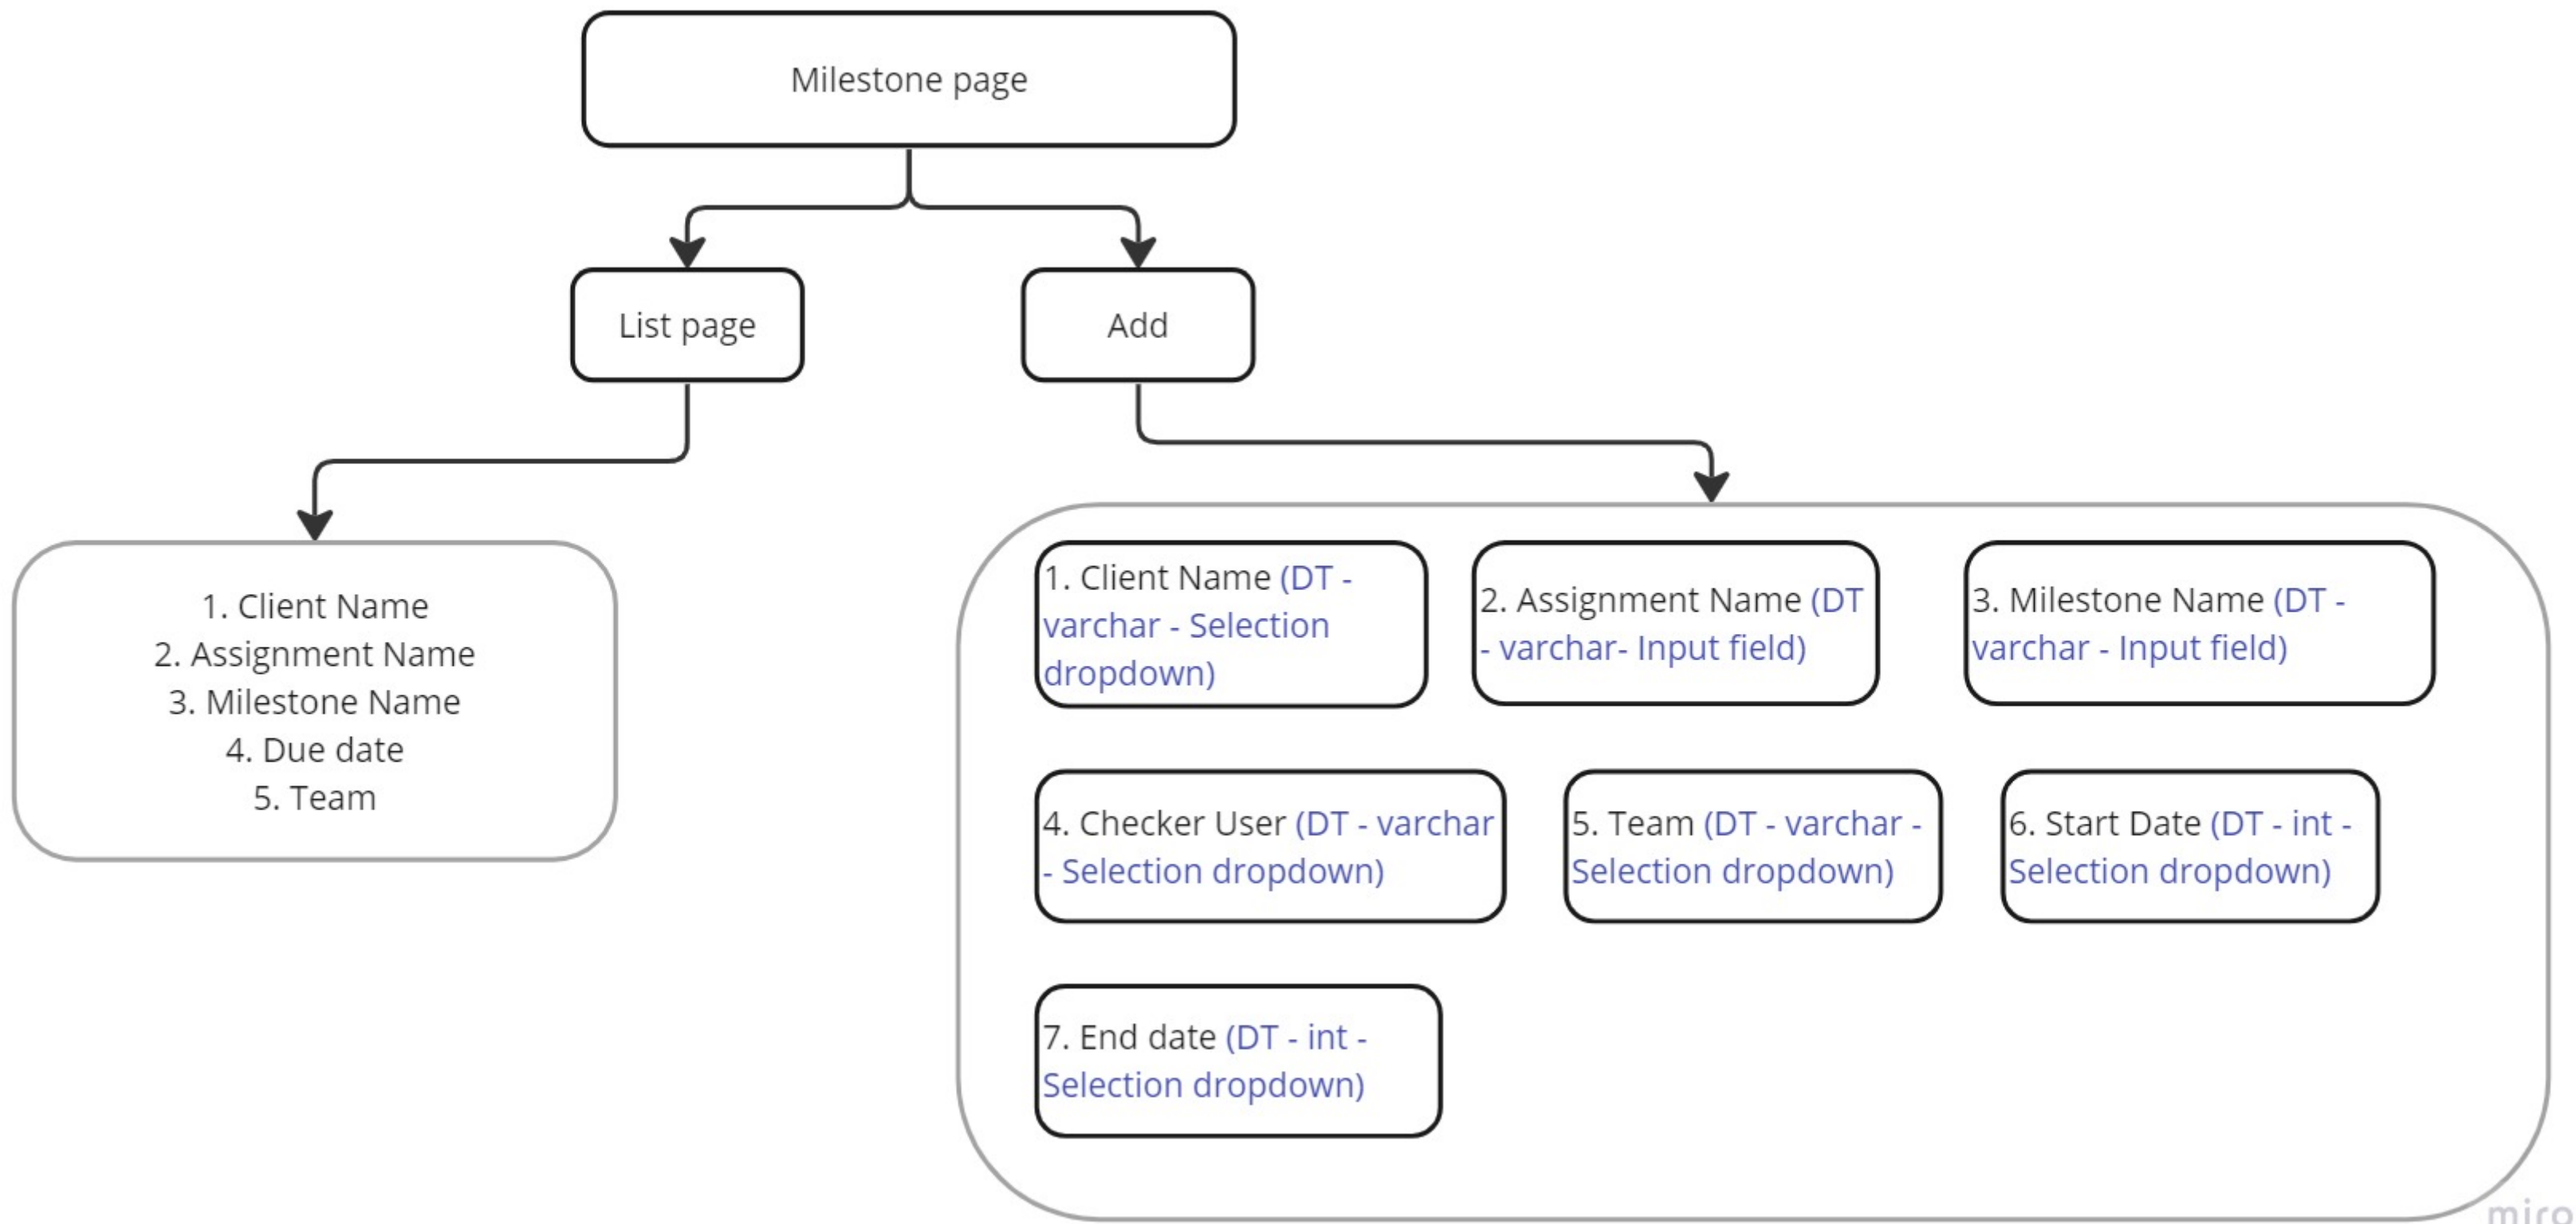 Milestone page
List page
Add
1. Client Name
2. Assignment Name
3. Milestone Name
4. Due date
5. Team
1. Client Name (DT -
varchar - Selection
dropdown)
2. Assignment Name (DT
- varchar- Input field)
3. Milestone Name (DT -
varchar - Input field)
4. Checker User (DT - varchar
- Selection dropdown)
5. Team (DT - varchar -
Selection dropdown)
6. Start Date (DT - int -
Selection dropdown)
7. End date (DT - int -
Selection dropdown)
miro